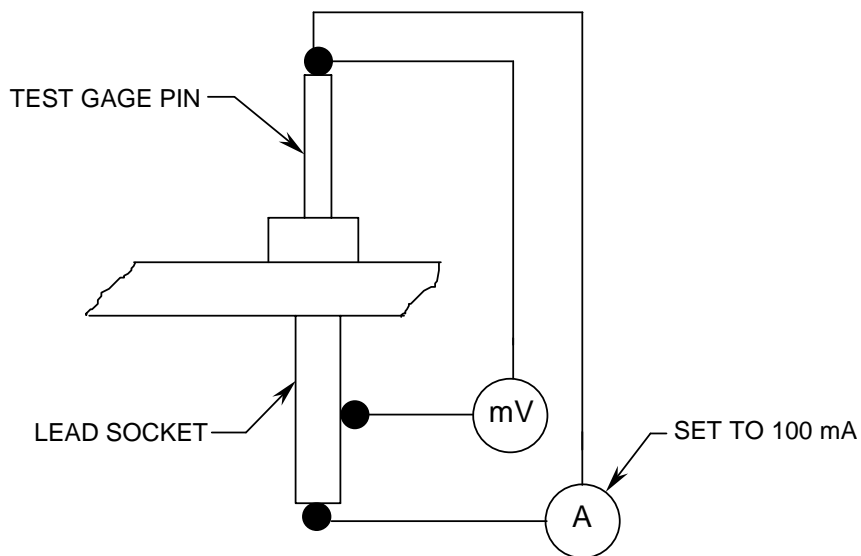 TEST GAGE PIN
mV
LEAD SOCKET
SET TO 100 mA
A